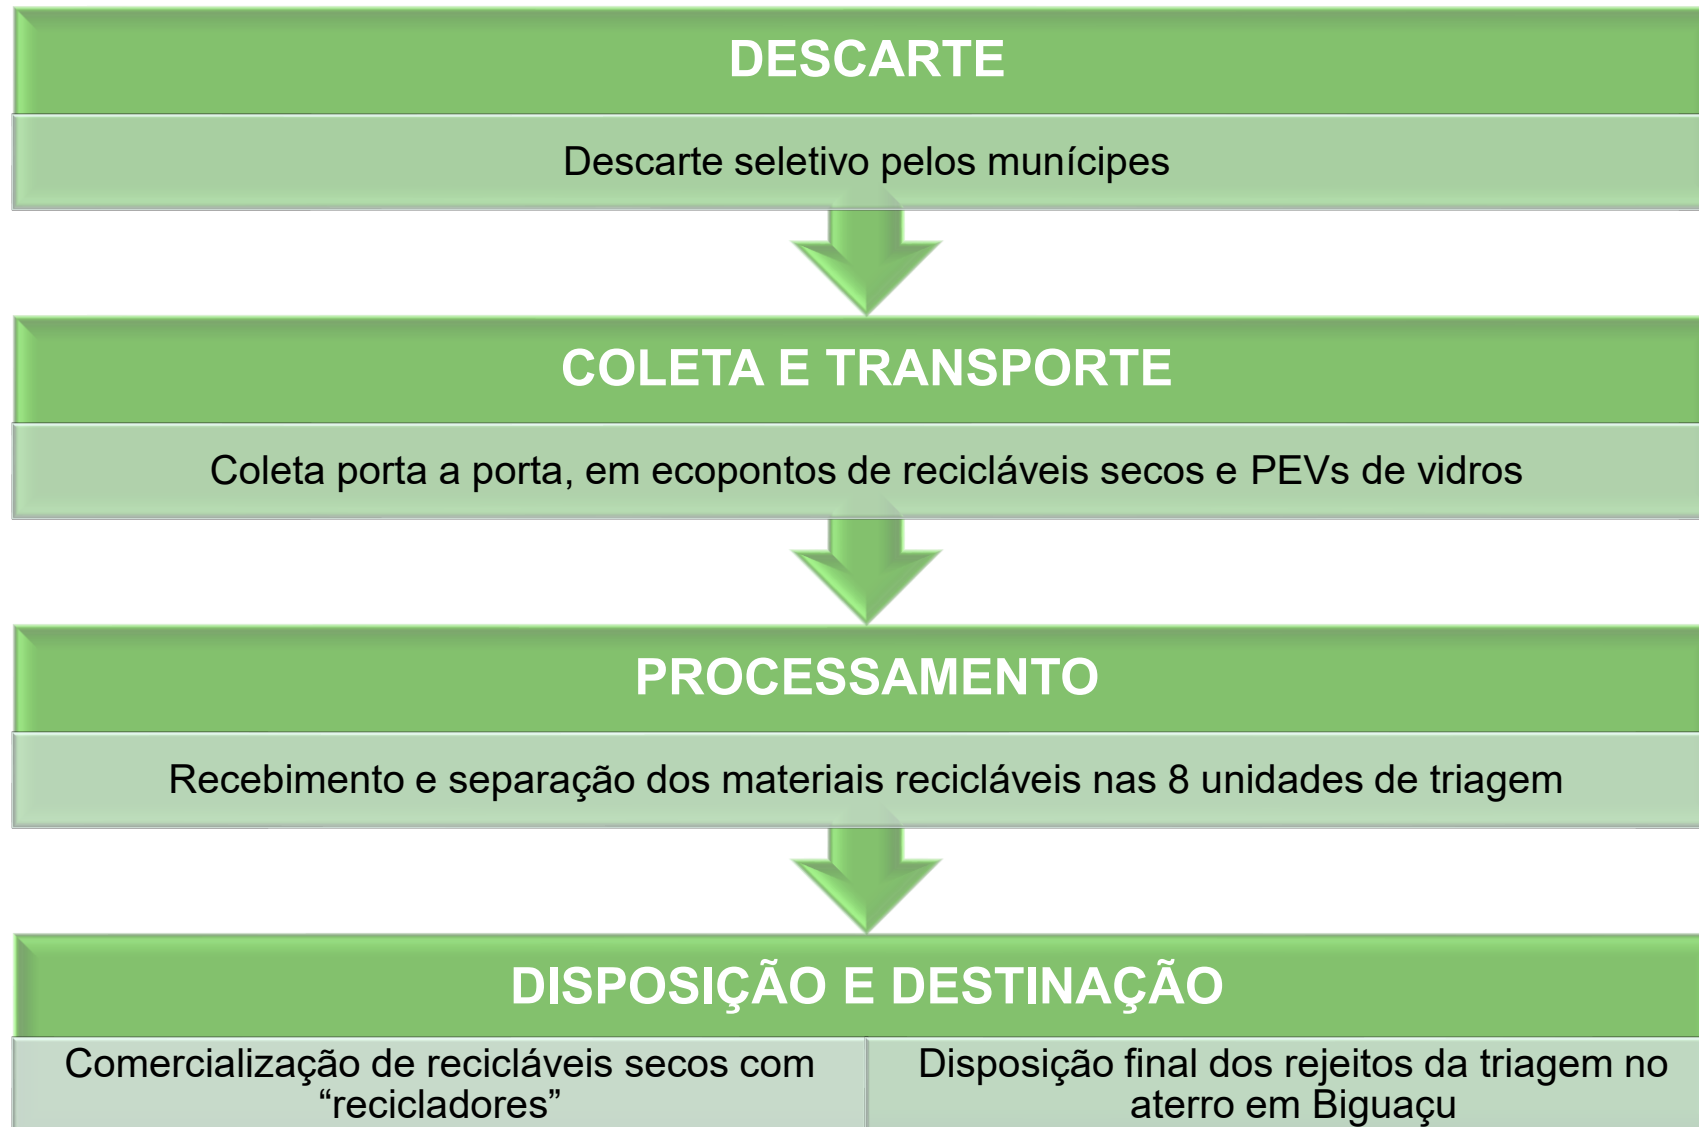 DESCARTE
Descarte seletivo pelos munícipes
COLETA E TRANSPORTE
Coleta porta a porta, em ecopontos de recicláveis secos e PEVs de vidros
PROCESSAMENTO
Recebimento e separação dos materiais recicláveis nas 8 unidades de triagem
DISPOSIÇÃO E DESTINAÇÃO
Comercialização de recicláveis secos com
“recicladores”
Disposição final dos rejeitos da triagem no
aterro em Biguaçu